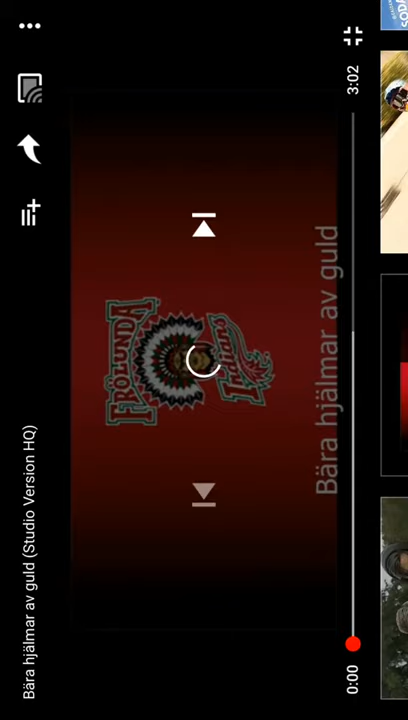 Bära hjälmar av guld (Studio Version HQ)
FRÖLUNDA
Indians
Bära hjälmar av guld
0:00
3:02